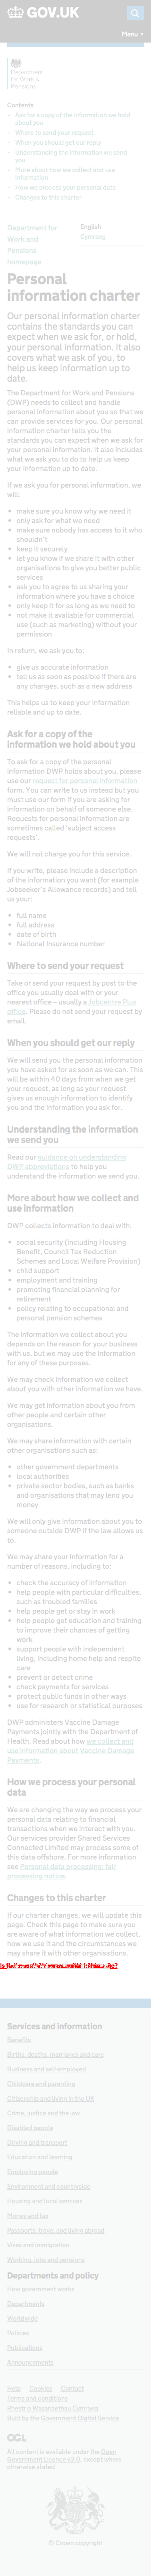 GOV.UK
Menu
Department
for Work &
Pensions
Contents
- Ask for a copy of the information we hold
about you
- Where to send your request
- When you should get our reply
- Understanding the information we send
you
- More about how we collect and use
information
- How we process your personal data
- Changes to this charter
Department for
Work and
Pensions
homepage
English
Cymraeg
Personal
information charter
Our personal information charter
contains the standards you can
expect when we ask for, or hold,
your personal information. It also
covers what we ask of you, to
help us keep information up to
date.
The Department for Work and Pensions
(DWP) needs to handle and process
personal information about you so that we
can provide our services to you. Our
personal information charter tells you the
standards you can expect when we ask for
your personal information. It also includes
what we ask you to do to help us keep
that information up to date.
If we ask you for personal information, we
will:
• make sure you know why we need it
• only ask for what we need
• make sure nobody has access to it who
shouldn't
• keep it securely
• let you know if we share it with other
organisations to give you better public
services
• ask you to agree to us sharing your
information where you have a choice
• only keep it for as long as we need to
• not make it available for commercial
use (such as marketing) without your
permission
In return, we ask you to:
• give us accurate information
• tell us as soon as possible if there are
any changes, such as a new address
This helps us to keep your information
reliable and up to date.
Ask for a copy of the
information we hold about you
To ask for a copy of the personal
information DWP holds about you, please
use our request for personal information
form. You can write to us instead but you
must use our form if you are asking for
information on behalf of someone else.
Requests for personal information are
sometimes called 'subject access
requests'.
We will not charge you for this service.
If you write, please include a description
of the information you want (for example
Jobseeker's Allowance records) and tell
us your:
• full name
• full address
• date of birth
• National Insurance number
Where to send your request
Take or send your request by post to the
office you usually deal with or your
nearest office – usually a Jobcentre Plus
office. Please do not send your request by
email.
When you should get our reply
We will send you the personal information
you have asked for as soon as we can. This
will be within 40 days from when we get
your request, as long as your request
gives us enough information to identify
you and the information you ask for.
Understanding the information
we send you
Read our guidance on understanding
DWP abbreviations to help you
understand the information we send you.
More about how we collect and
use information
DWP collects information to deal with:
• social security (including Housing
Benefit, Council Tax Reduction
Schemes and Local Welfare Provision)
• child support
• employment and training
• promoting financial planning for
retirement
• policy relating to occupational and
personal pension schemes
The information we collect about you
depends on the reason for your business
with us, but we may use the information
for any of these purposes.
We may check information we collect
about you with other information we have.
We may get information about you from
other people and certain other
organisations.
We may share information with certain
other organisations such as:
• other government departments
• local authorities
• private-sector bodies, such as banks
and organisations that may lend you
money
We will only give information about you to
someone outside DWP if the law allows us
to.
We may share your information for a
number of reasons, including to:
• check the accuracy of information
• help people with particular difficulties,
such as troubled families
• help people get or stay in work
• help people get education and training
to improve their chances of getting
work
• support people with independent
living, including home help and respite
care
• prevent or detect crime
• check payments for services
• protect public funds in other ways
• use for research or statistical purposes
DWP administers Vaccine Damage
Payments jointly with the Department of
Health. Read about how we collect and
use information about Vaccine Damage
Payments.
How we process your personal
data
We are changing the way we process your
personal data relating to financial
transactions when we interact with you.
Our services provider Shared Services
Connected Limited may process some of
this data offshore. For more information
see Personal data processing: fair
processing notice.
Changes to this charter
If our charter changes, we will update this
page. Check this page to make sure you
are aware of what information we collect,
how we use it and the circumstances
where we may share it with other
organisations.
Services and information
Benefits
Births, deaths, marriages and care
Business and self-employed
Childcare and parenting
Citizenship and living in the UK
Crime, justice and the law
Disabled people
Driving and transport
Education and learning
Employing people
Environment and countryside
Housing and local services
Money and tax
Passports, travel and living abroad
Visas and immigration
Working, jobs and pensions
Departments and policy
How government works
Departments
Worldwide
Policies
Publications
Announcements
Help Cookies Contact
Terms and conditions
Rhestr o Wasanaethau Cymraeg
Built by the Government Digital Service
OGL
All content is available under the Open
Government Licence v3.0, except where
otherwise stated
© Crown copyright